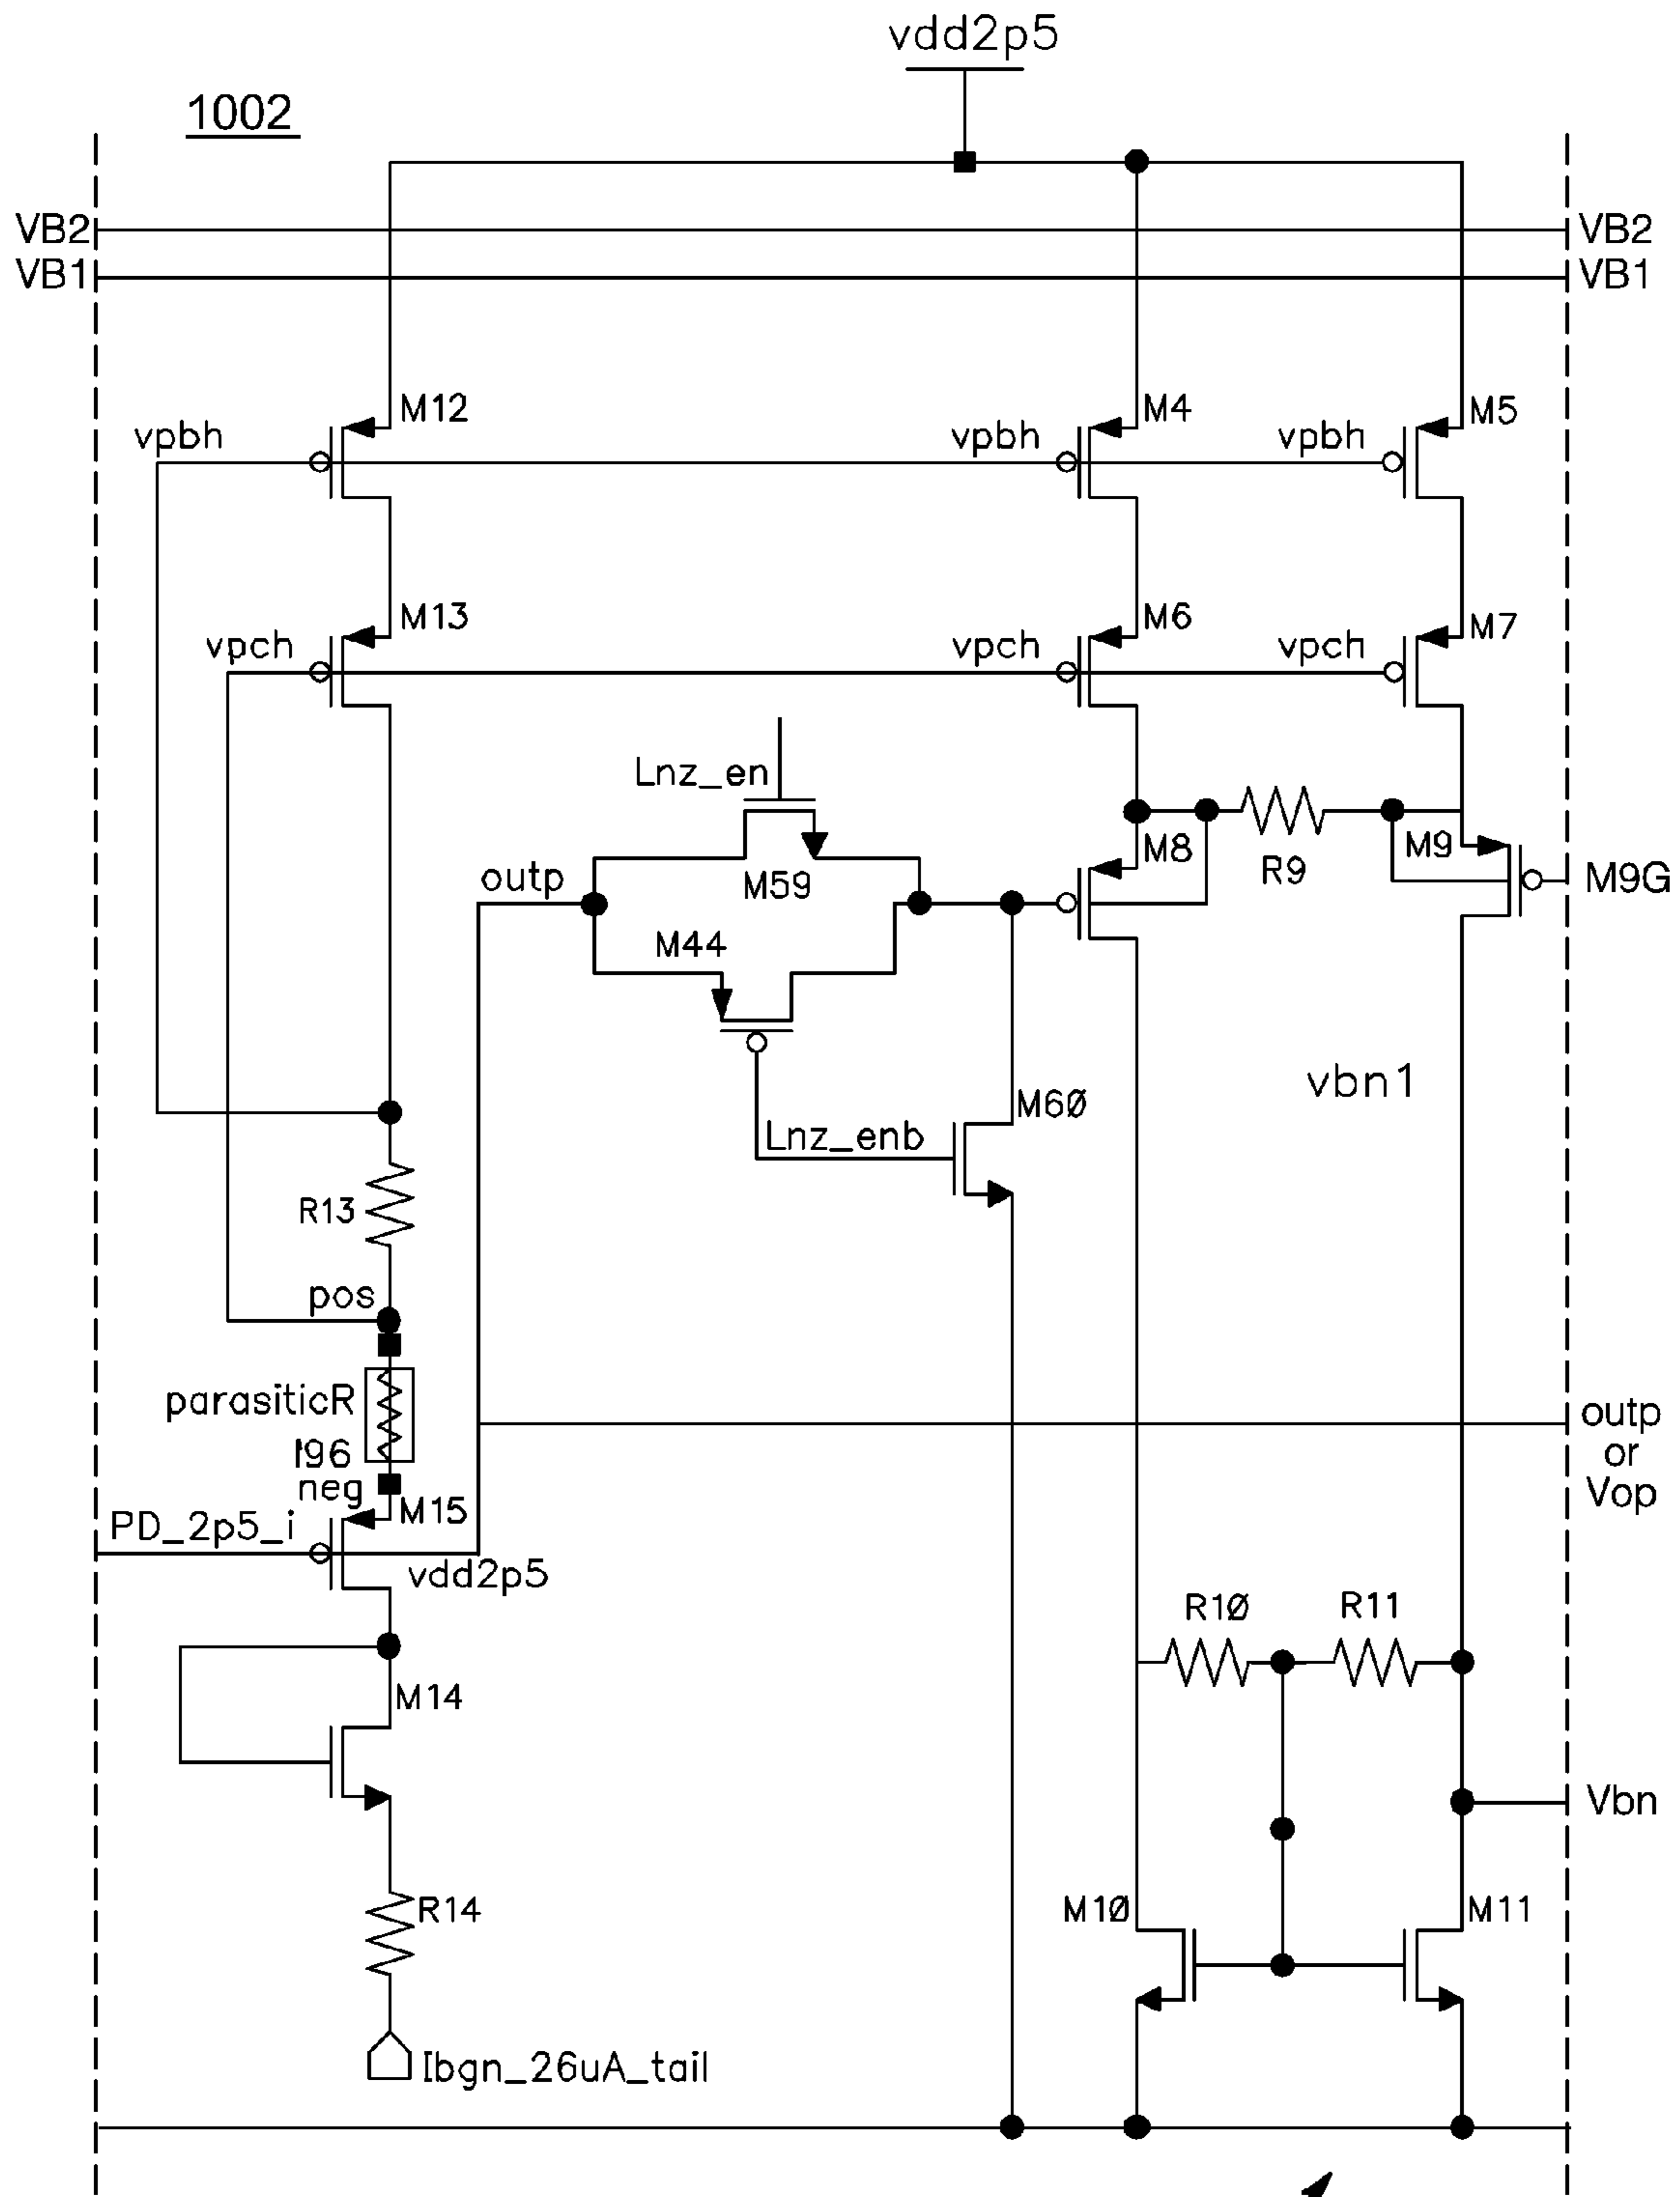 vdd2p5
1002
VB2
VB2
VB1
VB1
M12
M4
M5
vpbh
vpbh
vpbh
M13
M6
M7
vpch
vpch
vpch
Lnz_en
M8
M9
outp
M59
R9
M9G
M44
vbn1
M60
Lnz_enb
R13
pos
parasiticR
I96
neg
outp
or
Vop
M15
PD_2p5_i
vdd2p5
R10
R11
M14
Vbn
R14
M10
M11
Ibgn_26uA_tail